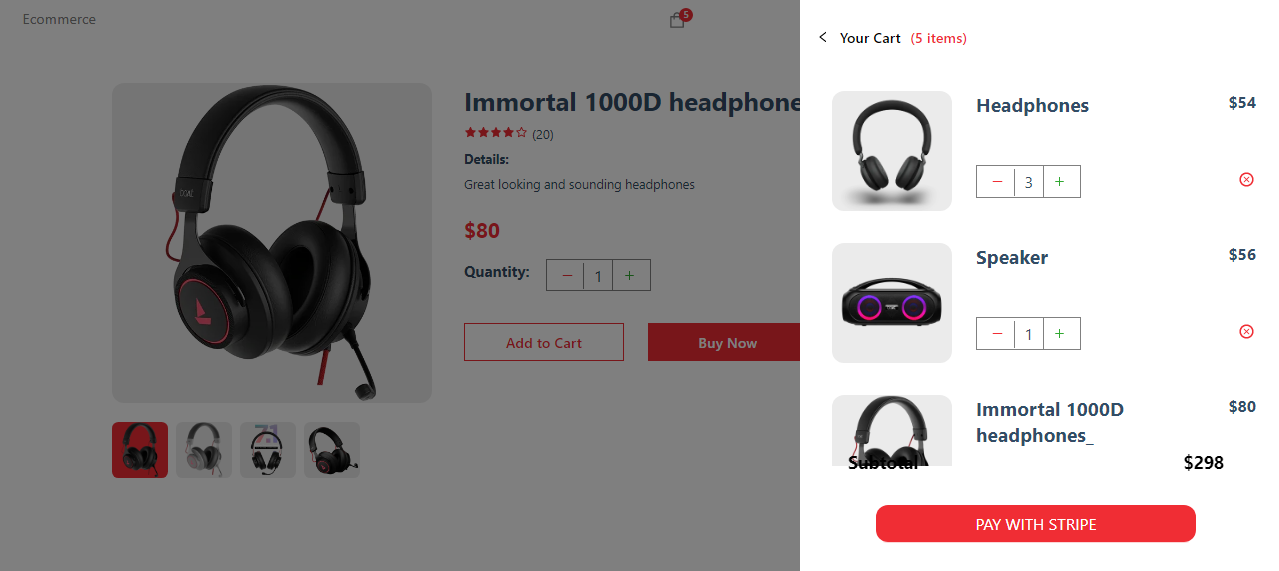 Ecommerce
5
Immortal 1000D headphone
(20)
Details:
Great looking and sounding headphones
$80
Quantity:
− 1 +
Add to Cart
Buy Now
7.1
Your Cart (5 items)
Headphones
$54
− 3 +
Speaker
$56
− 1 +
Immortal 1000D
headphones_
$80
Subtotal
$298
PAY WITH STRIPE